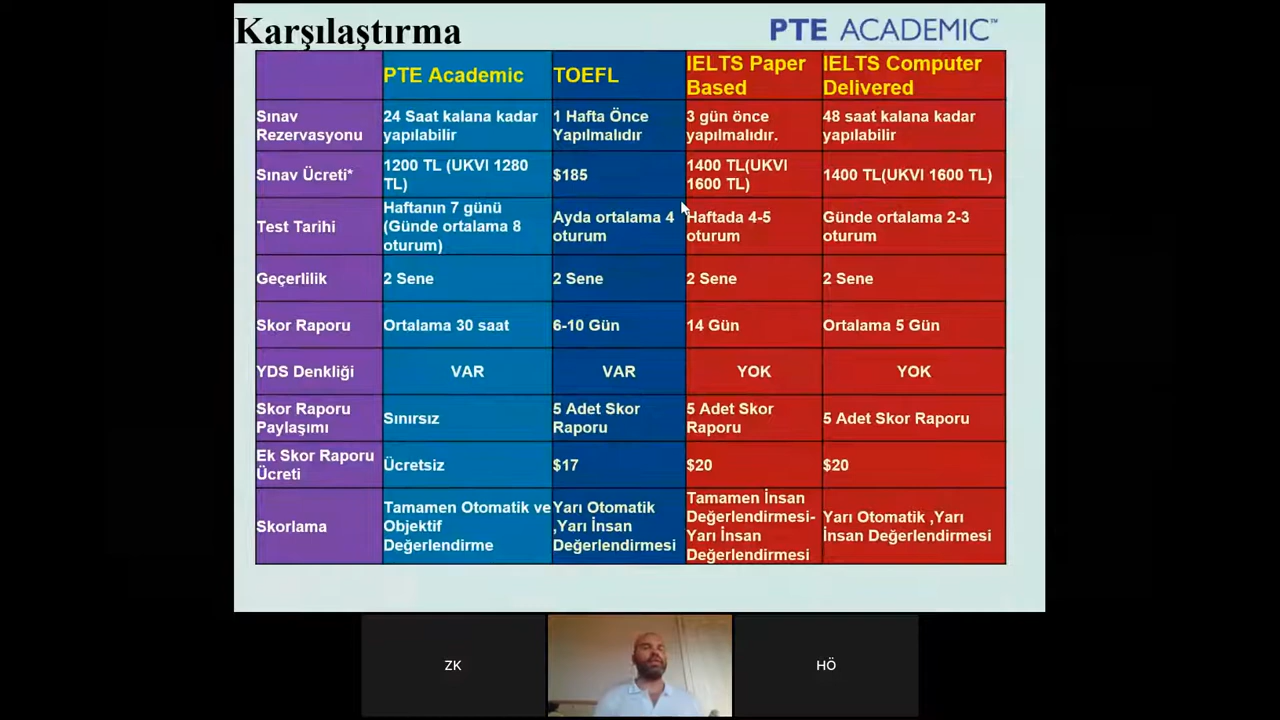 Karşılaştırma
PTE ACADEMIC™
PTE Academic
TOEFL
IELTS Paper
Based
IELTS Computer
Delivered
Sınav
Rezervasyonu
24 Saat kalana kadar
yapılabilir
1 Hafta Önce
Yapılmalıdır
3 gün önce
yapılmalıdır.
48 saat kalana kadar
yapılabilir
Sınav Ücreti*
1200 TL (UKVI 1280
TL)
$185
1400 TL(UKVI
1600 TL)
1400 TL(UKVI 1600 TL)
Test Tarihi
Haftanın 7 günü
(Günde ortalama 8
oturum)
Ayda ortalama 4
oturum
Haftada 4-5
oturum
Günde ortalama 2-3
oturum
Geçerlilik
2 Sene
2 Sene
2 Sene
2 Sene
Skor Raporu
Ortalama 30 saat
6-10 Gün
14 Gün
Ortalama 5 Gün
YDS Denkliği
VAR
VAR
YOK
YOK
Skor Raporu
Paylaşımı
Sınırsız
5 Adet Skor
Raporu
5 Adet Skor
Raporu
5 Adet Skor Raporu
Ek Skor Raporu
Ücreti
Ücretsiz
$17
$20
$20
Skorlama
Tamamen Otomatik ve
Objektif
Değerlendirme
Yarı Otomatik
,Yarı İnsan
Değerlendirmesi
Tamamen İnsan
Değerlendirmesi-
Yarı İnsan
Değerlendirmesi
Yarı Otomatik ,Yarı
İnsan Değerlendirmesi
ZK
HÖ